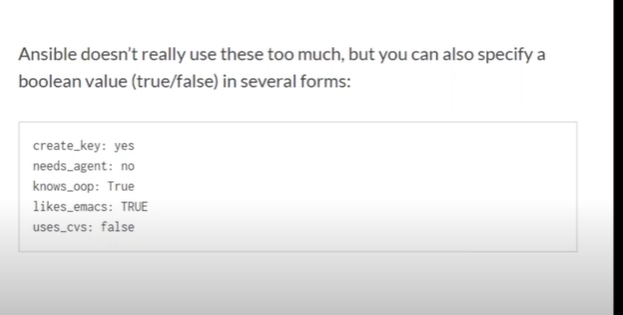 Ansible doesn't really use these too much, but you can also specify a
boolean value (true/false) in several forms:
create_key: yes
needs_agent: no
knows_oop: True
likes_emacs: TRUE
uses_cvs: false